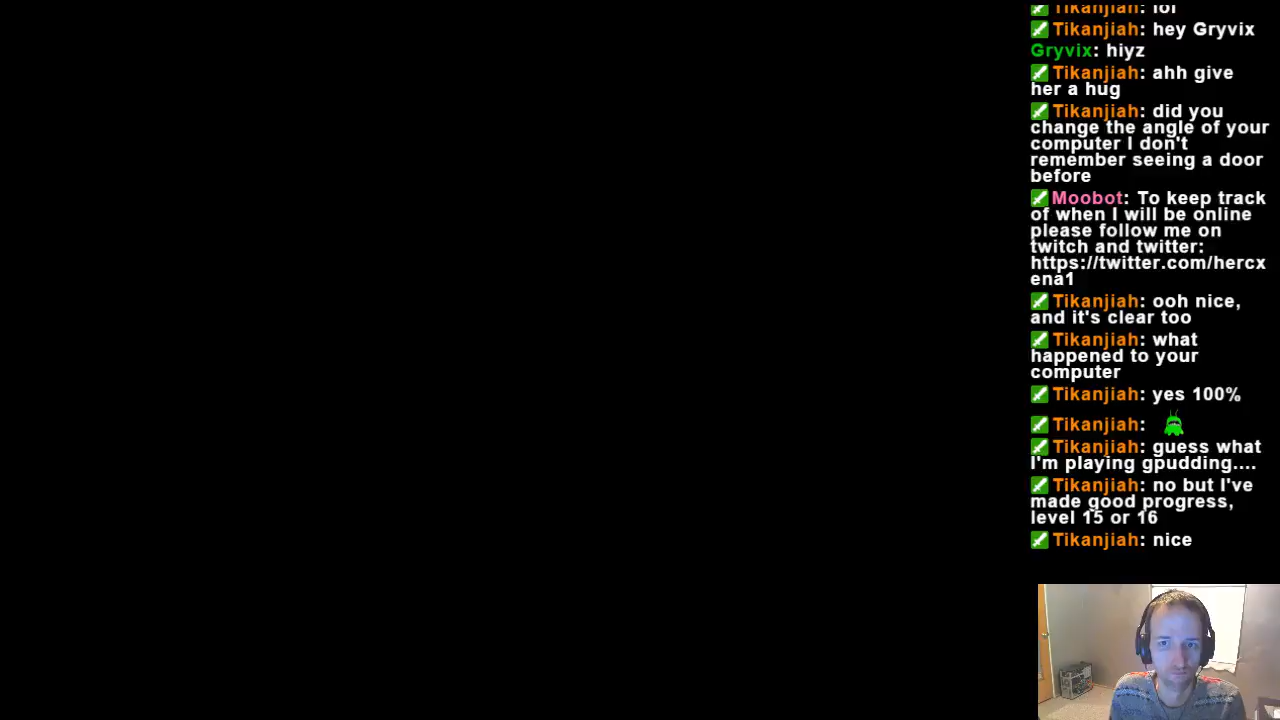 Tikanjiah: lol
Tikanjiah: hey Gryvix
Gryvix: hiyz
Tikanjiah: ahh give
her a hug
Tikanjiah: did you
change the angle of your
computer I don't
remember seeing a door
before
Moobot: To keep track
of when I will be online
please follow me on
twitch and twitter:
https://twitter.com/hercx
ena1
Tikanjiah: ooh nice,
and it's clear too
Tikanjiah: what
happened to your
computer
Tikanjiah: yes 100%
Tikanjiah:
Tikanjiah: guess what
I'm playing gpudding....
Tikanjiah: no but I've
made good progress,
level 15 or 16
Tikanjiah: nice